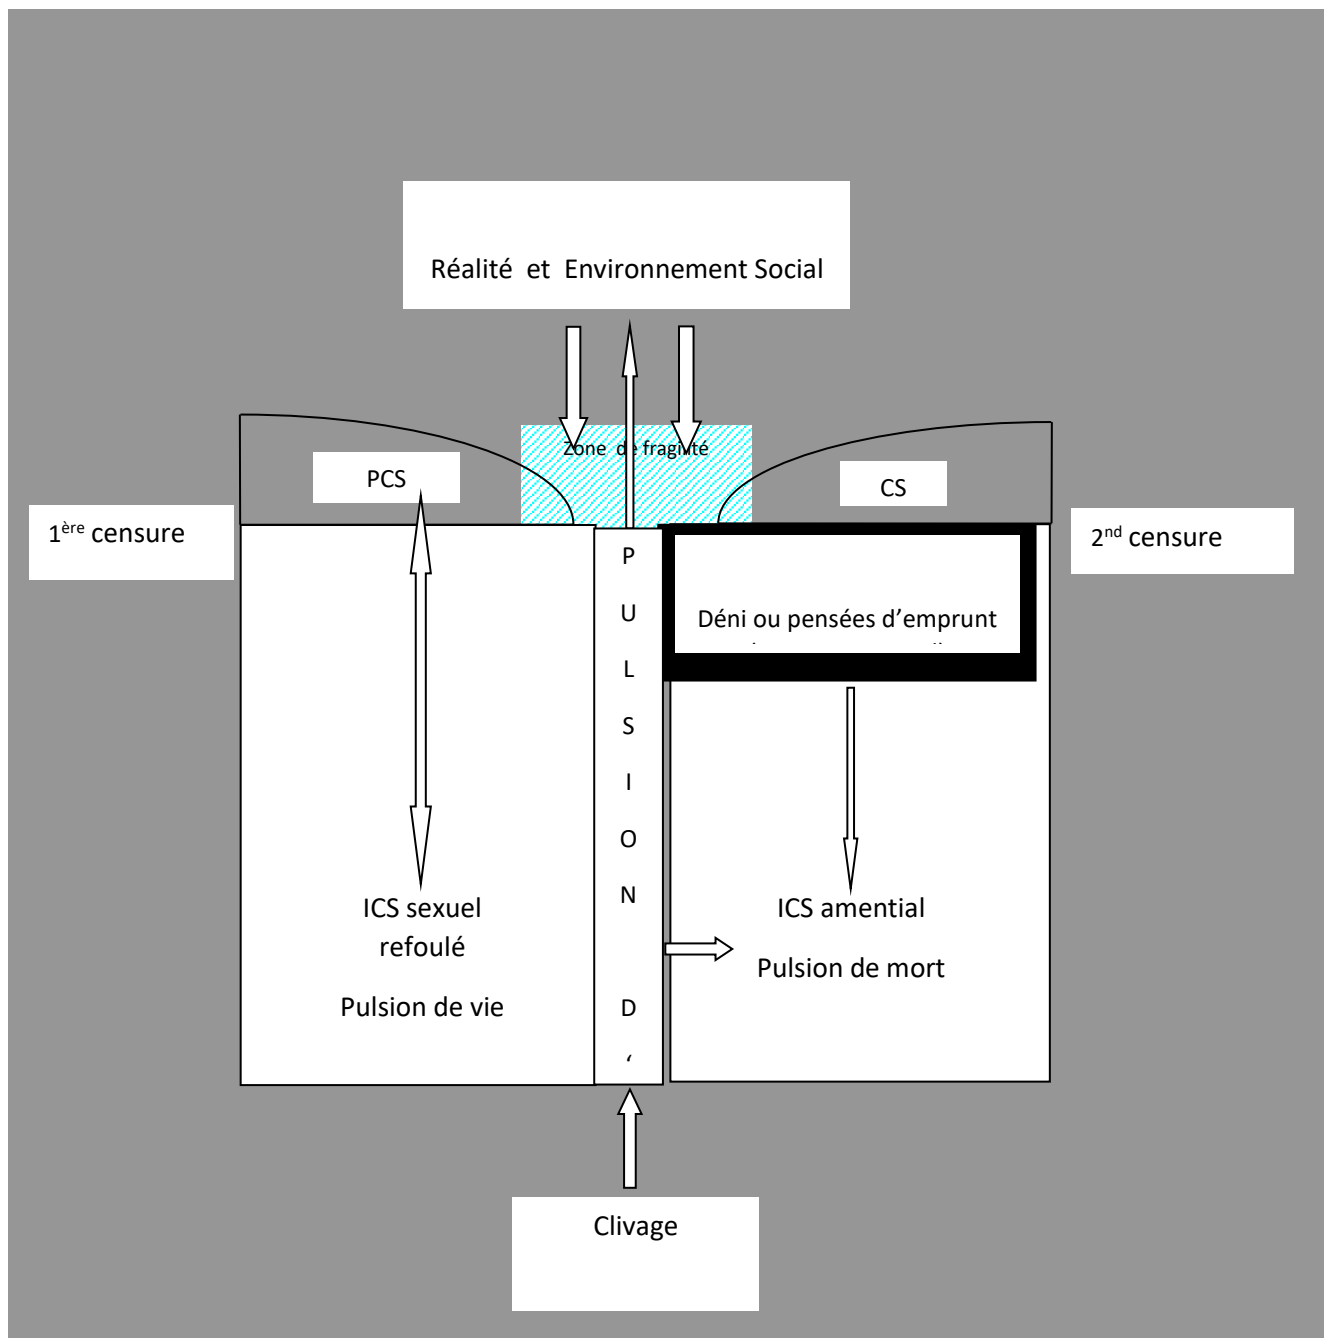 Réalité et Environnement Social
Zone de fragilité
PCS
CS
1ère censure
2nd censure
P
U
L
S
I
O
N
D
‘
Déni ou pensées d’emprunt
ICS sexuel
refoulé
Pulsion de vie
ICS amential
Pulsion de mort
Clivage